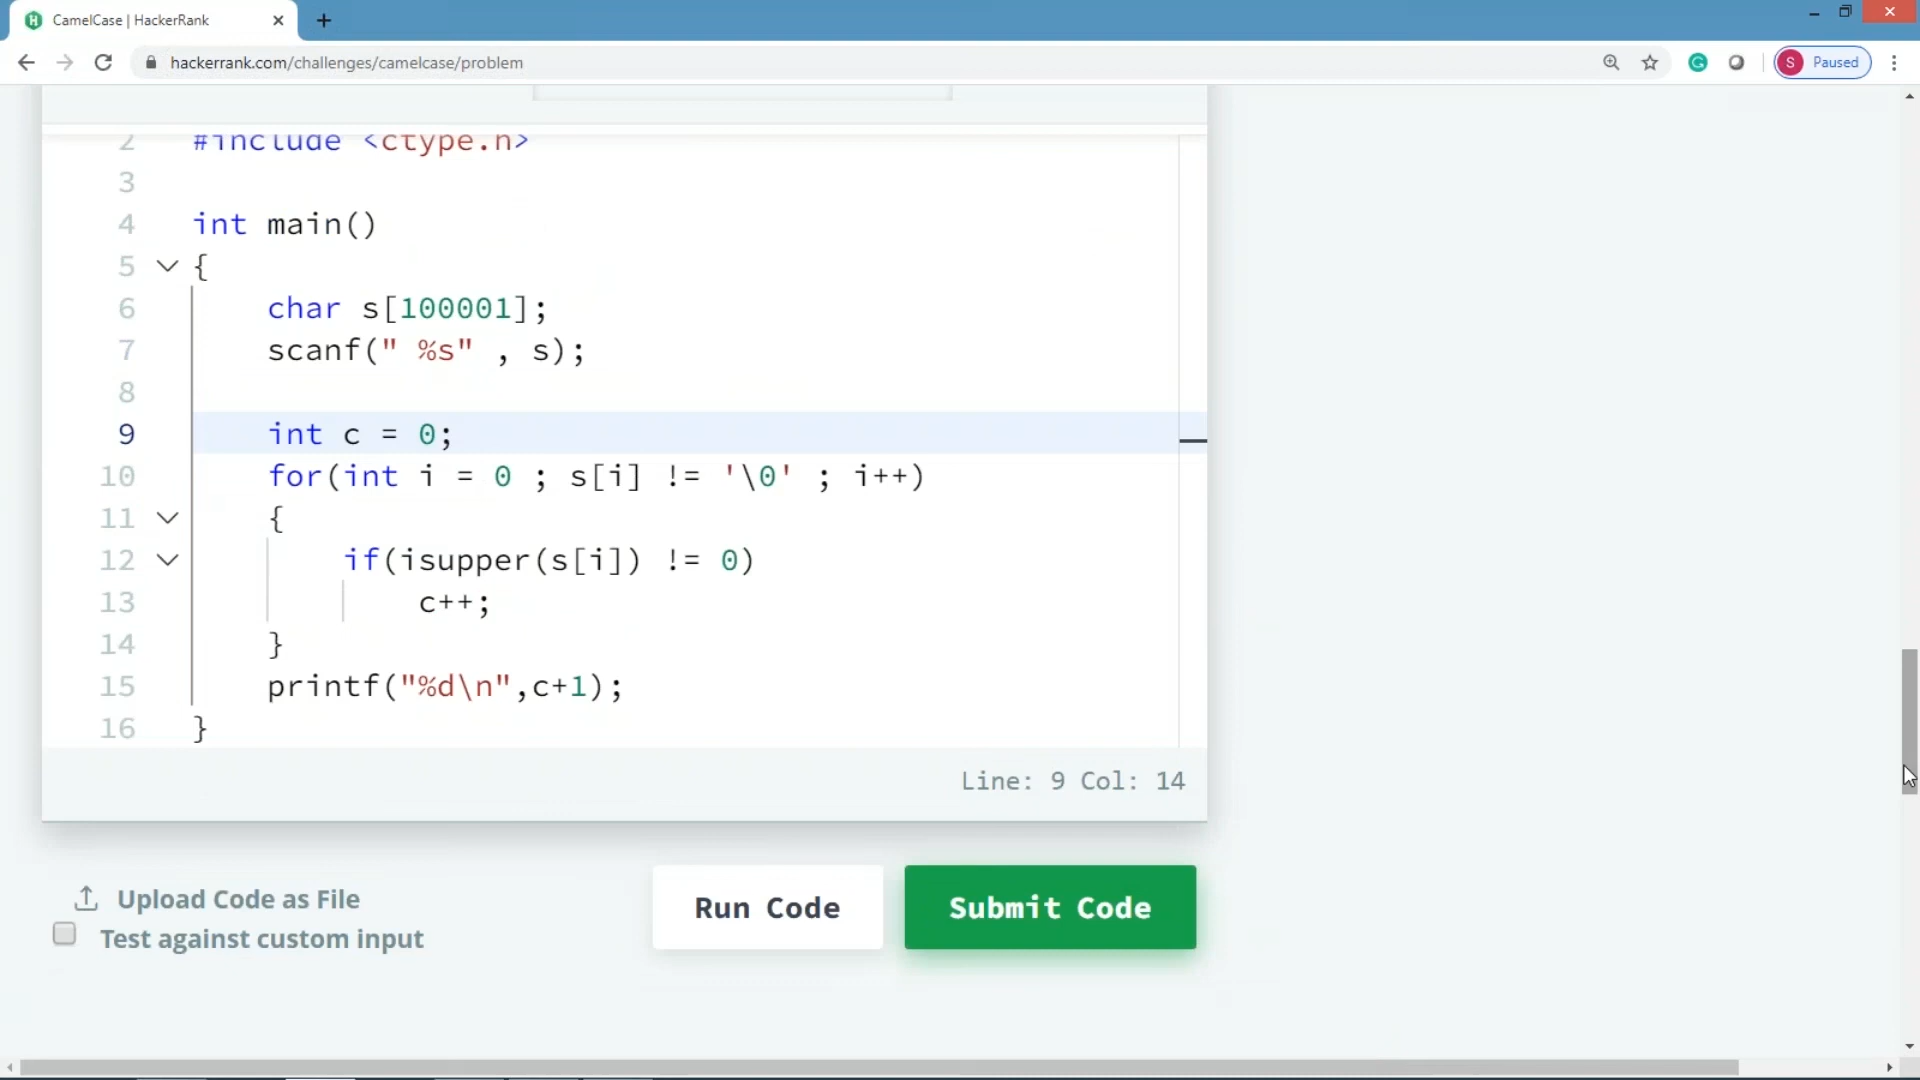 CamelCase | HackerRank
hackerrank.com/challenges/camelcase/problem
S Paused
2 #include <ctype.h>
3
4 int main()
5 {
6 char s[100001];
7 scanf(" %s" , s);
8
9 int c = 0;
10 for(int i = 0 ; s[i] != '\0' ; i++)
11 {
12 if(isupper(s[i]) != 0)
13 c++;
14 }
15 printf("%d\n",c+1);
16 }
Line: 9 Col: 14
Upload Code as File
Test against custom input
Run Code
Submit Code